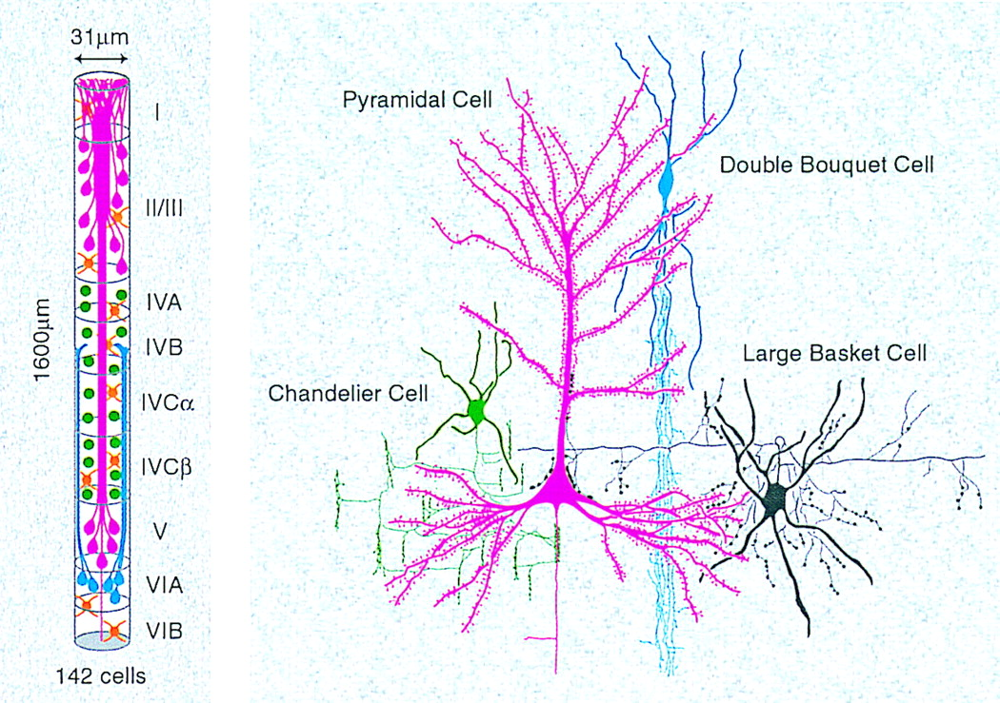 31μm
I
II/III
IVA
IVB
IVCα
IVCβ
V
VIA
VIB
1600μm
142 cells
Pyramidal Cell
Double Bouquet Cell
Large Basket Cell
Chandelier Cell